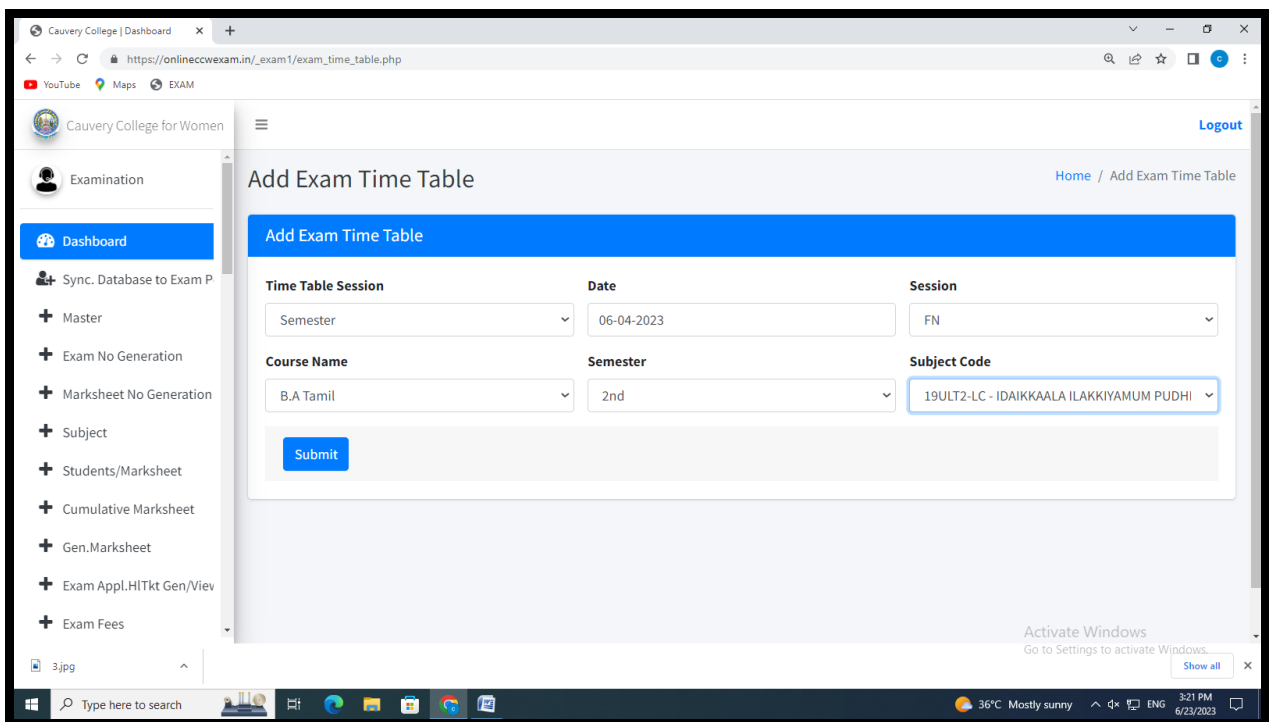 Cauvery College | Dashboard
https://onlineccwexam.in/_exam1/exam_time_table.php
C
YouTube Maps EXAM
Cauvery College for Women
Logout
Examination
Add Exam Time Table
Home / Add Exam Time Table
Dashboard
Sync. Database to Exam P
Master
Exam No Generation
Marksheet No Generation
Subject
Students/Marksheet
Cumulative Marksheet
Gen.Marksheet
Exam Appl.HlTkt Gen/View
Exam Fees
Add Exam Time Table
Time Table Session Date Session
Semester 06-04-2023 FN
Course Name Semester Subject Code
B.A Tamil 2nd 19ULT2-LC - IDAIKKAALA ILAKKIYAMUM PUDHI
Submit
Activate Windows
Go to Settings to activate Windows.
3.jpg
Show all
Type here to search
36°C Mostly sunny
ENG
3:21 PM
6/23/2023